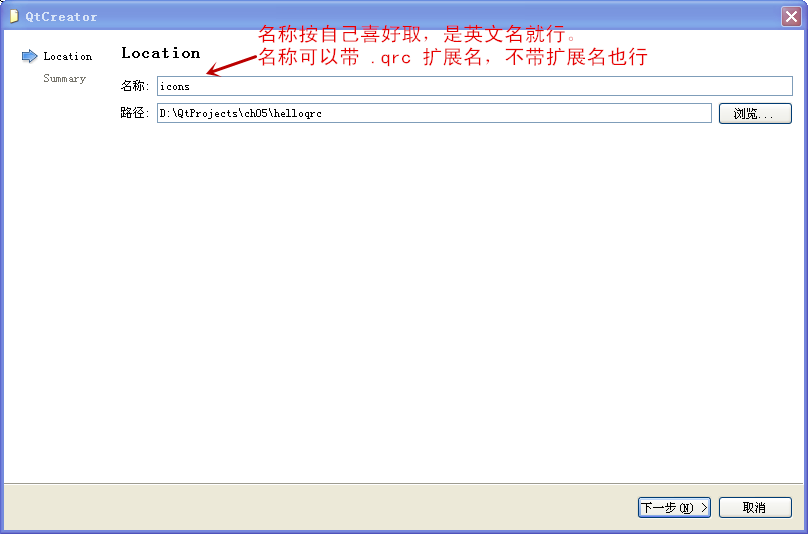 QtCreator
名称按自己喜好取，是英文名就行。
名称可以带 .qrc 扩展名，不带扩展名也行
Location
Summary
Location
名称: icons
路径: D:\QtProjects\ch05\helloqrc 浏览...
下一步(N) > 取消